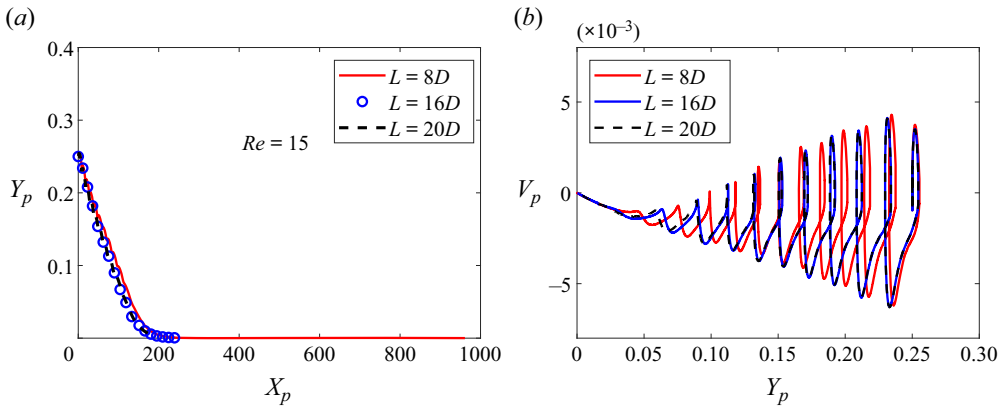 (a)
0.4
0.3
0.2
0.1
Y_p
0
200
400
600
800
1000
X_p
L = 8D
L = 16D
L = 20D
Re = 15
(b)
(×10⁻³)
5
0
−5
V_p
0
0.05
0.10
0.15
0.20
0.25
0.30
Y_p
L = 8D
L = 16D
L = 20D